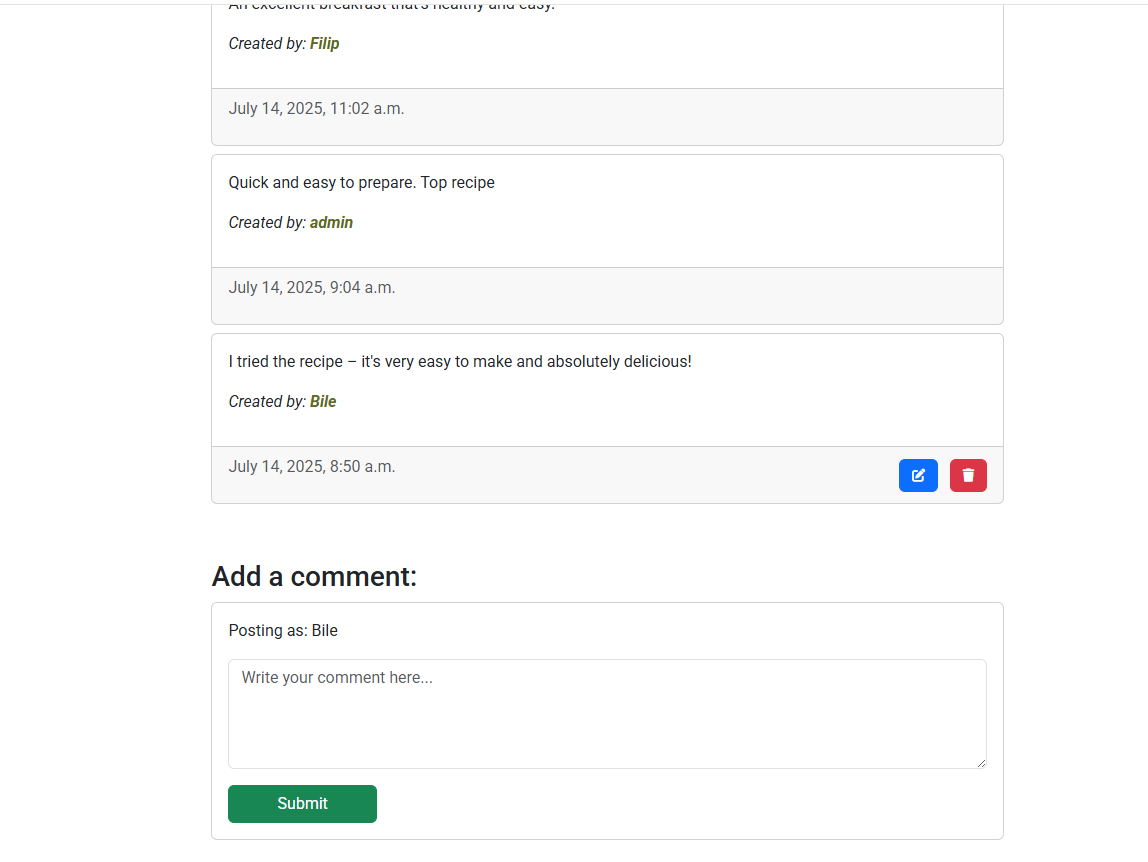 An excellent breakfast that's healthy and easy.
Created by: Filip
July 14, 2025, 11:02 a.m.
Quick and easy to prepare. Top recipe
Created by: admin
July 14, 2025, 9:04 a.m.
I tried the recipe – it's very easy to make and absolutely delicious!
Created by: Bile
July 14, 2025, 8:50 a.m.
Add a comment:
Posting as: Bile
Write your comment here...
Submit